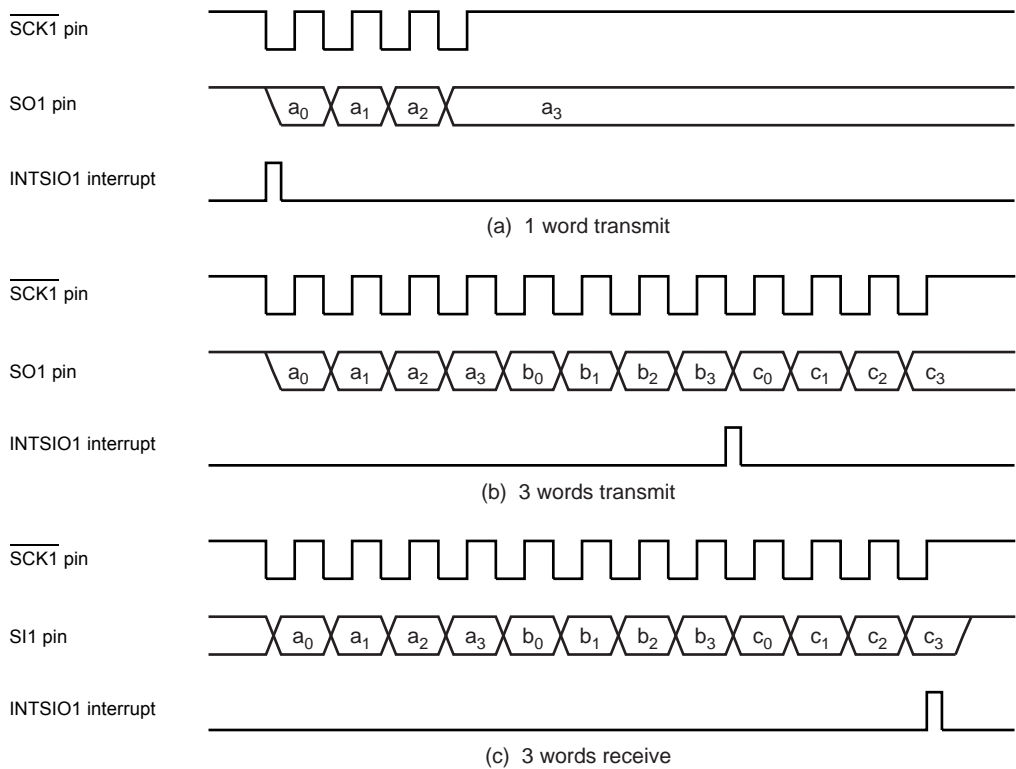 SCK1 pin
SO1 pin a0 a1 a2 a3
INTSIO1 interrupt
(a) 1 word transmit
SCK1 pin
SO1 pin a0 a1 a2 a3 b0 b1 b2 b3 c0 c1 c2 c3
INTSIO1 interrupt
(b) 3 words transmit
SCK1 pin
SI1 pin a0 a1 a2 a3 b0 b1 b2 b3 c0 c1 c2 c3
INTSIO1 interrupt
(c) 3 words receive